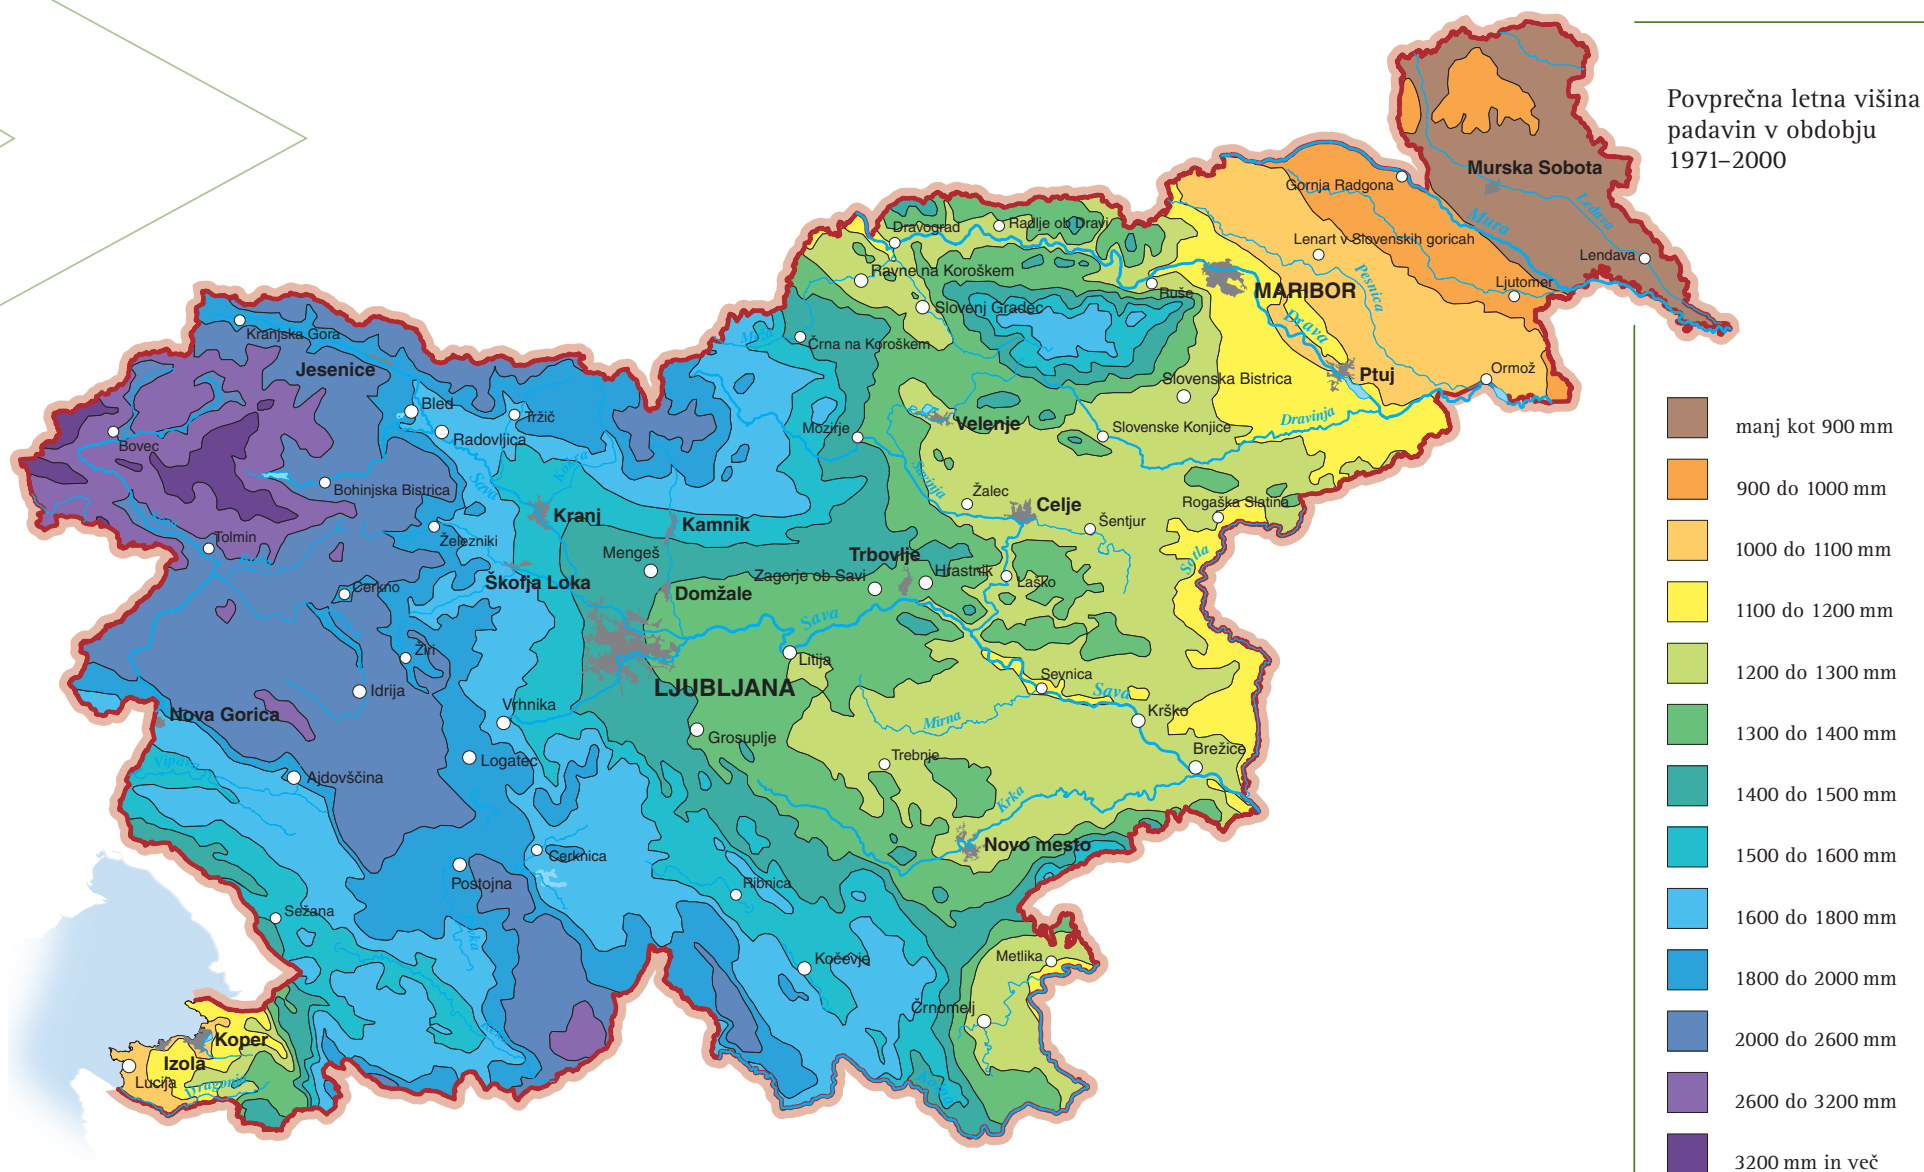 Povprečna letna višina
padavin v obdobju
1971–2000
manj kot 900 mm
900 do 1000 mm
1000 do 1100 mm
1100 do 1200 mm
1200 do 1300 mm
1300 do 1400 mm
1400 do 1500 mm
1500 do 1600 mm
1600 do 1800 mm
1800 do 2000 mm
2000 do 2600 mm
2600 do 3200 mm
3200 mm in več
Murska Sobota
Gornja Radgona
Mura
Ledava
Lendava
Lenart v Slovenskih goricah
Pesnica
Ljutomer
Ormož
Dravograd
Radlje ob Dravi
Ravne na Koroškem
Ruše
MARIBOR
Drava
Ptuj
Slovenj Gradec
Meža
Črna na Koroškem
Slovenska Bistrica
Dravinja
Slovenske Konjice
Velenje
Mozirje
Savinja
Žalec
Celje
Šentjur
Rogaška Slatina
Sotla
Kranjska Gora
Jesenice
Bled
Radovljica
Tržič
Bovec
Bohinjska Bistrica
Sava
Kokra
Kranj
Kamnik
Tolmin
Železniki
Mengeš
Trbovlje
Zagorje ob Savi
Hrastnik
Laško
Škofja Loka
Domžale
Cerkno
Sava
Žiri
Litija
LJUBLJANA
Sevnica
Sava
Mirna
Krško
Idrija
Nova Gorica
Vrhnika
Grosuplje
Trebnje
Brežice
Logatec
Vipava
Ajdovščina
Krka
Novo mesto
Cerknica
Postojna
Ribnica
Sežana
Kočevje
Metlika
Črnomelj
Koper
Izola
Lucija
Dragonja
Kolpa